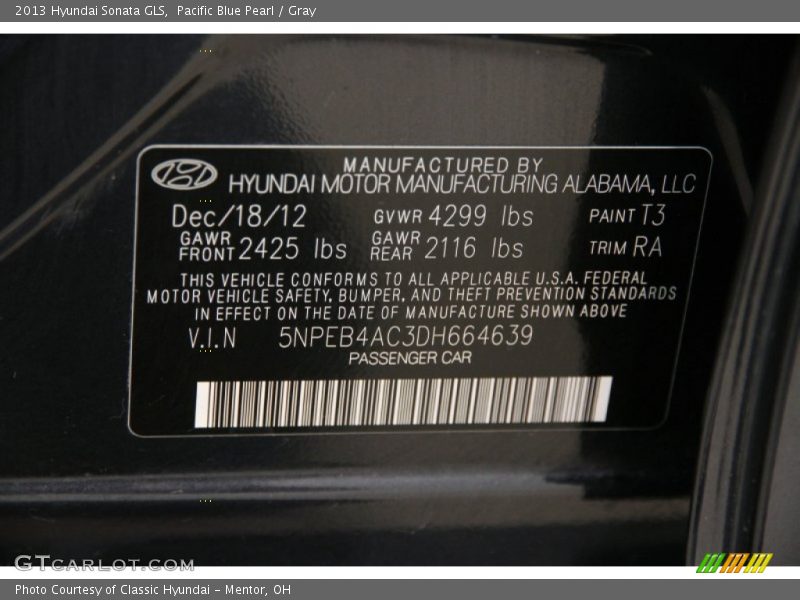 2013 Hyundai Sonata GLS, Pacific Blue Pearl / Gray
MANUFACTURED BY
HYUNDAI MOTOR MANUFACTURING ALABAMA, LLC
Dec/18/12 GVWR 4299 lbs PAINT T3
GAWR FRONT 2425 lbs GAWR REAR 2116 lbs TRIM RA
THIS VEHICLE CONFORMS TO ALL APPLICABLE U.S.A. FEDERAL
MOTOR VEHICLE SAFETY, BUMPER, AND THEFT PREVENTION STANDARDS
IN EFFECT ON THE DATE OF MANUFACTURE SHOWN ABOVE
V.I.N 5NPEB4AC3DH664639
PASSENGER CAR
GTCARLOT.COM
Photo Courtesy of Classic Hyundai - Mentor, OH